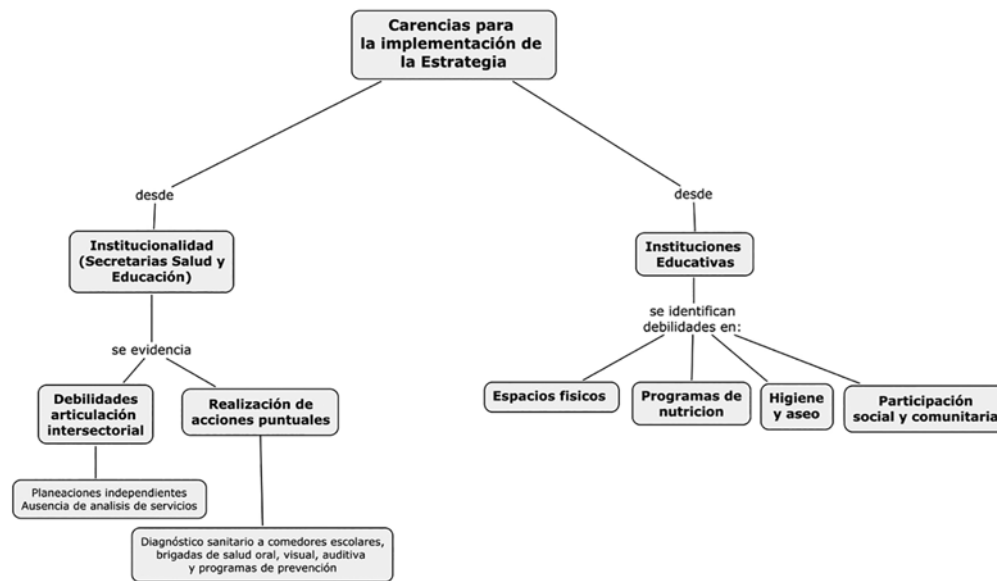 Carencias para
la implementación de
la Estrategia
desde
desde
Institucionalidad
(Secretarias Salud y
Educación)
Instituciones
Educativas
se evidencia
se identifican
debilidades en:
Debilidades
articulación
intersectorial
Realización de
acciones puntuales
Espacios fisicos
Programas de
nutricion
Higiene
y aseo
Participación
social y comunitaria
Planeaciones independientes
Ausencia de analisis de servicios
Diagnóstico sanitario a comedores escolares,
brigadas de salud oral, visual, auditiva
y programas de prevención